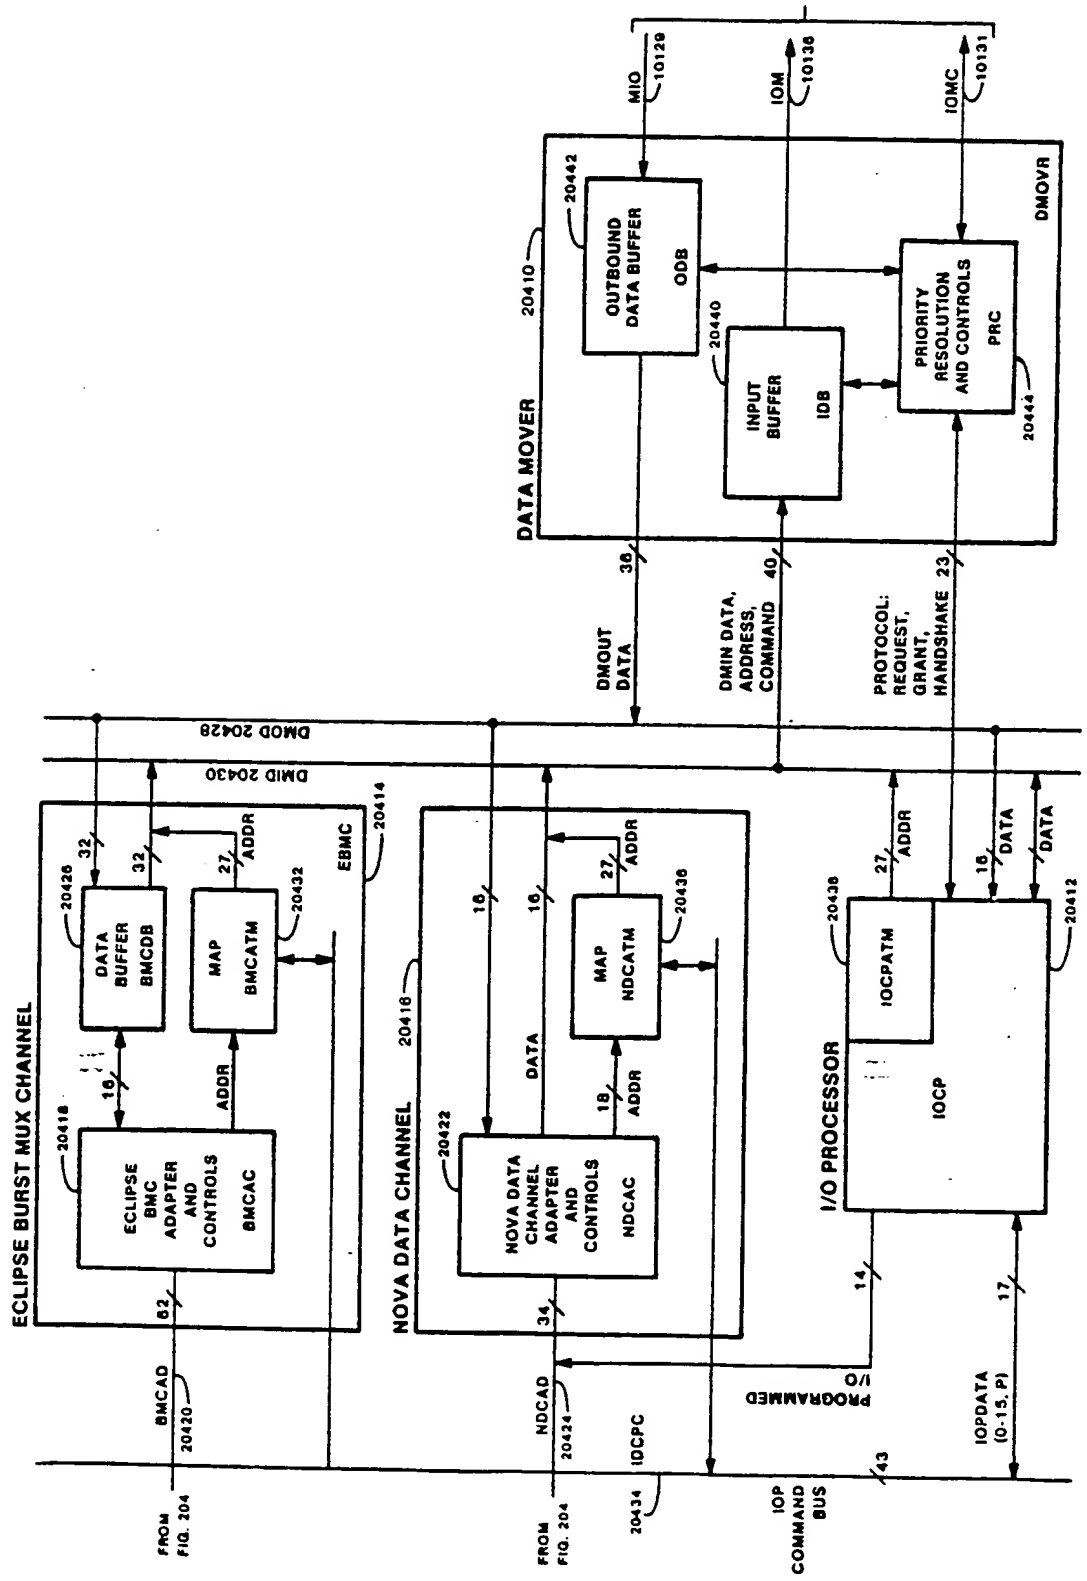 ECLIPSE BURST MUX CHANNEL
FROM
FIG. 204
BMCAD
20420
62
20418
ECLIPSE
BMC
ADAPTER
AND
CONTROLS
BMCAC
16
ADDR
20426
DATA
BUFFER
BMCDB
MAP
BMCATM
20432
32
32
27
ADDR
EBMC
20414
DMID 20430
DMOD 20428
NOVA DATA CHANNEL
20416
FROM
FIG. 204
NDCAD
20424
34
20422
NOVA DATA
CHANNEL
ADAPTER
AND
CONTROLS
NDCAC
DATA
18
ADDR
MAP
NDCATM
20436
16
16
27
ADDR
IDCPC
20434
IOP
COMMAND
BUS
43
PROGRAMMED
I/O
14
IOPDATA
(0-15, P)
17
I/O PROCESSOR
IOCP
IOCPATM
20438
20412
27
ADDR
16
DATA
DATA
DMOUT
DATA
36
DMIN DATA,
ADDRESS,
COMMAND
40
PROTOCOL:
REQUEST,
GRANT,
HANDSHAKE
23
DATA MOVER
20410
OUTBOUND
DATA BUFFER
ODB
20442
INPUT
BUFFER
IDB
20440
PRIORITY
RESOLUTION
AND CONTROLS
PRC
20444
DMOVR
MIO
10129
IOM
10136
IOMC
10131